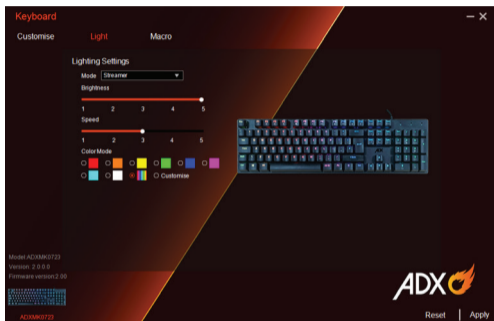 Keyboard
Customise Light Macro
Lighting Settings
Mode Streamer
Brightness
1 2 3 4 5
Speed
1 2 3 4 5
Color Mode
Customise
Model:ADXMK0723
Version: 2.0.0.0
Firmware version:2.00
ADXMK0723
ADX
Reset | Apply